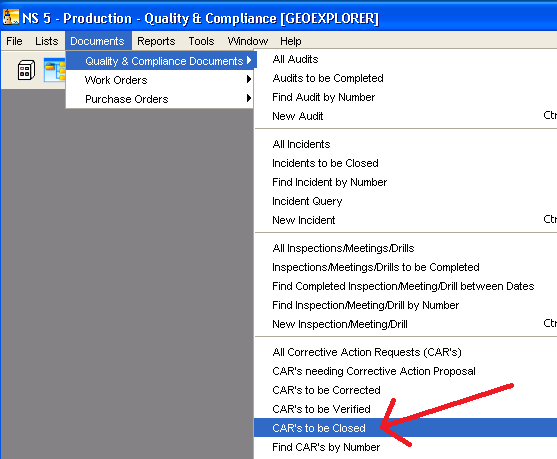 NS 5 - Production - Quality & Compliance [GEOEXPLORER]
File Lists Documents Reports Tools Window Help
Quality & Compliance Documents
Work Orders
Purchase Orders
All Audits
Audits to be Completed
Find Audit by Number
New Audit Ctr
All Incidents
Incidents to be Closed
Find Incident by Number
Incident Query
New Incident Ctr
All Inspections/Meetings/Drills
Inspections/Meetings/Drills to be Completed
Find Completed Inspection/Meeting/Drill between Dates
Find Inspection/Meeting/Drill by Number
New Inspection/Meeting/Drill Ctr
All Corrective Action Requests (CAR's)
CAR's needing Corrective Action Proposal
CAR's to be Corrected
CAR's to be Verified
CAR's to be Closed
Find CAR's by Number